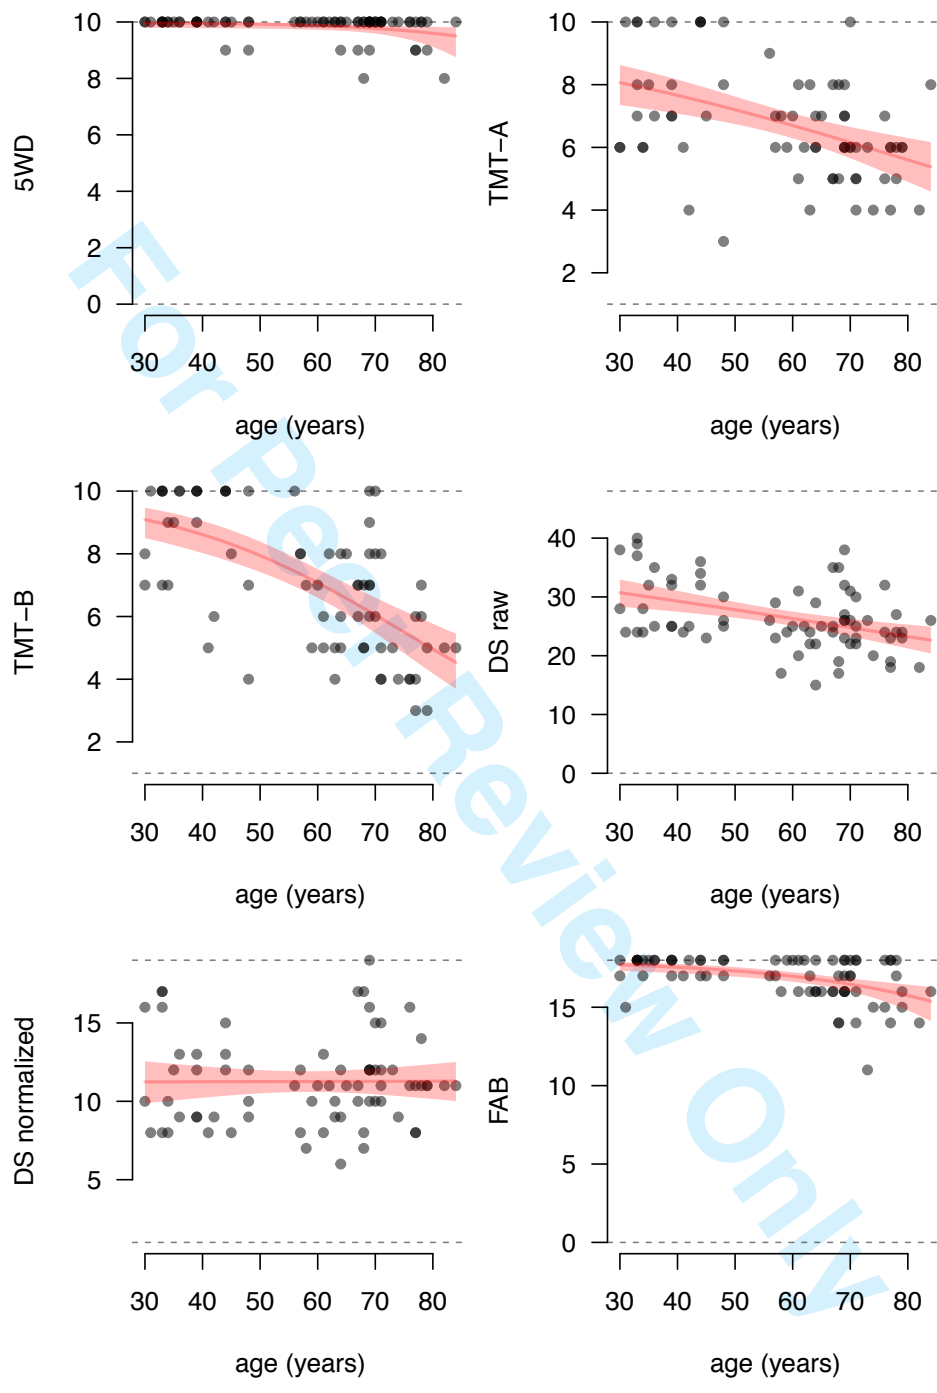 10
8
6
4
2
0
5WD
30 40 50 60 70 80
age (years)
10
8
6
4
2
TMT−A
30 40 50 60 70 80
age (years)
10
8
6
4
2
TMT−B
30 40 50 60 70 80
age (years)
40
30
20
10
0
DS raw
30 40 50 60 70 80
age (years)
15
10
5
DS normalized
30 40 50 60 70 80
age (years)
15
10
5
0
FAB
30 40 50 60 70 80
age (years)
For Peer Review Only